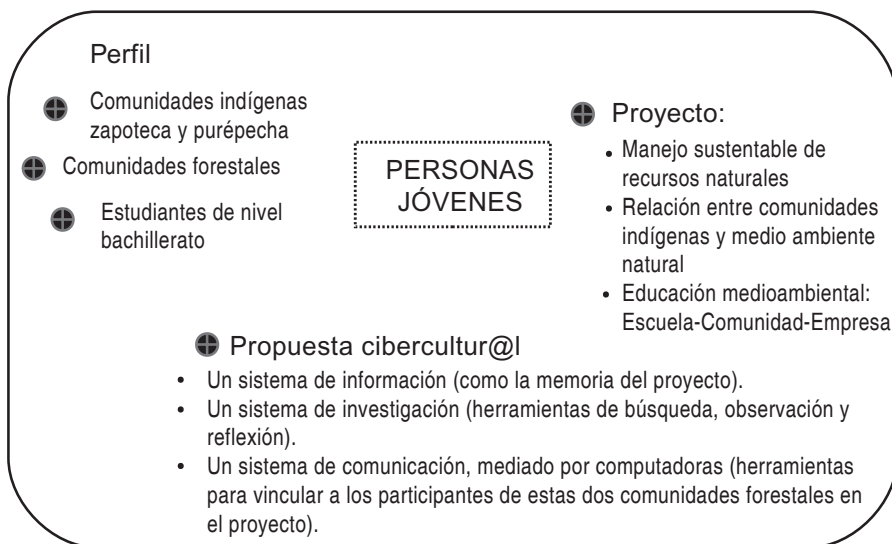 Perfil
Comunidades indígenas
zapoteca y purépecha
Comunidades forestales
Estudiantes de nivel
bachillerato
PERSONAS
JÓVENES
Proyecto:
• Manejo sustentable de
recursos naturales
• Relación entre comunidades
indígenas y medio ambiente
natural
• Educación medioambiental:
Escuela-Comunidad-Empresa
Propuesta cibercultur@l
• Un sistema de información (como la memoria del proyecto).
• Un sistema de investigación (herramientas de búsqueda, observación y
reflexión).
• Un sistema de comunicación, mediado por computadoras (herramientas
para vincular a los participantes de estas dos comunidades forestales en
el proyecto).